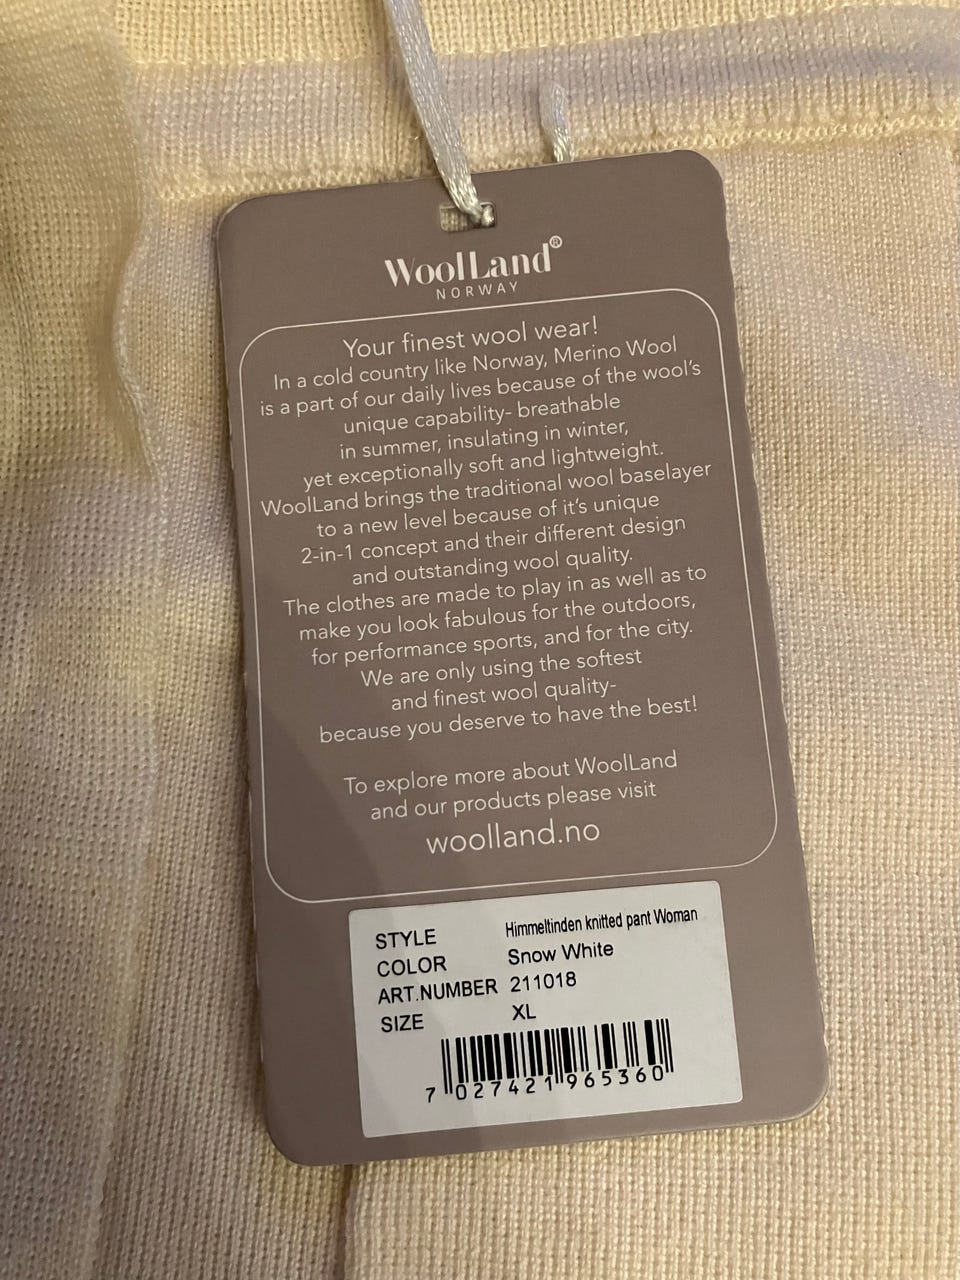 WoolLand®
NORWAY
Your finest wool wear!
In a cold country like Norway, Merino Wool
is a part of our daily lives because of the wool's
unique capability- breathable
in summer, insulating in winter,
yet exceptionally soft and lightweight.
WoolLand brings the traditional wool baselayer
to a new level because of it's unique
2-in-1 concept and their different design
and outstanding wool quality.
The clothes are made to play in as well as to
make you look fabulous for the outdoors,
for performance sports, and for the city.
We are only using the softest
and finest wool quality-
because you deserve to have the best!
To explore more about WoolLand
and our products please visit
woolland.no
STYLE Himmeltinden knitted pant Woman
COLOR Snow White
ART.NUMBER 211018
SIZE XL
7 027421 965360